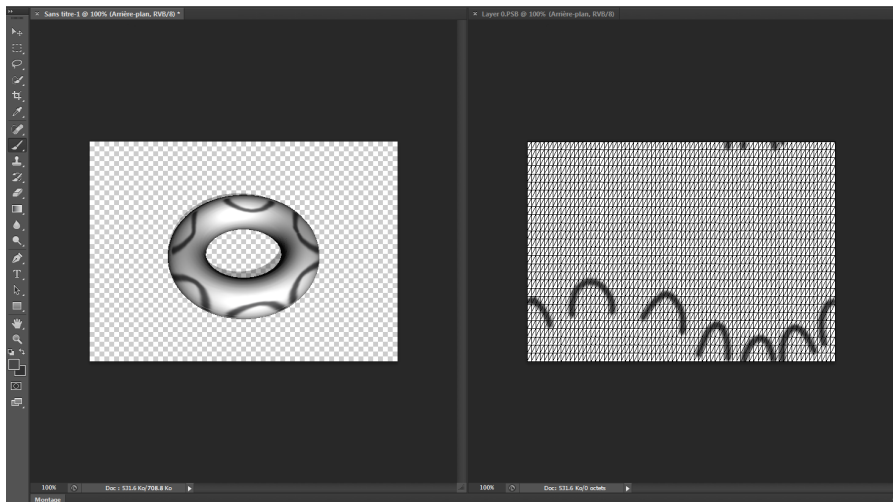 × Sans titre-1 @ 100% (Arrière-plan, RVB/8) *
× Layer 0.PSB @ 100% (Arrière-plan, RVB/8)
100% Doc : 531.6 Ko/708.8 Ko
100% Doc: 531.6 Ko/0 octets
Montage